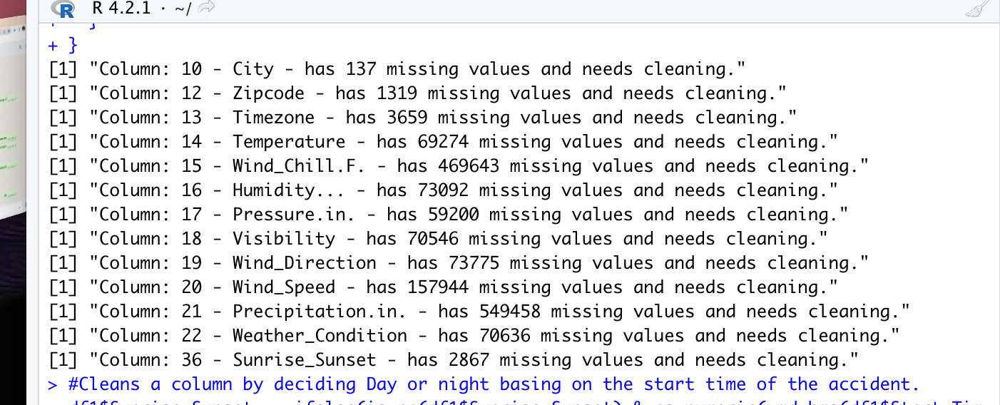 R 4.2.1 · ~/
+ }
+ }
[1] "Column: 10 - City - has 137 missing values and needs cleaning."
[1] "Column: 12 - Zipcode - has 1319 missing values and needs cleaning."
[1] "Column: 13 - Timezone - has 3659 missing values and needs cleaning."
[1] "Column: 14 - Temperature - has 69274 missing values and needs cleaning."
[1] "Column: 15 - Wind_Chill.F. - has 469643 missing values and needs cleaning."
[1] "Column: 16 - Humidity... - has 73092 missing values and needs cleaning."
[1] "Column: 17 - Pressure.in. - has 59200 missing values and needs cleaning."
[1] "Column: 18 - Visibility - has 70546 missing values and needs cleaning."
[1] "Column: 19 - Wind_Direction - has 73775 missing values and needs cleaning."
[1] "Column: 20 - Wind_Speed - has 157944 missing values and needs cleaning."
[1] "Column: 21 - Precipitation.in. - has 549458 missing values and needs cleaning."
[1] "Column: 22 - Weather_Condition - has 70636 missing values and needs cleaning."
[1] "Column: 36 - Sunrise_Sunset - has 2867 missing values and needs cleaning."
> #Cleans a column by deciding Day or night basing on the start time of the accident.